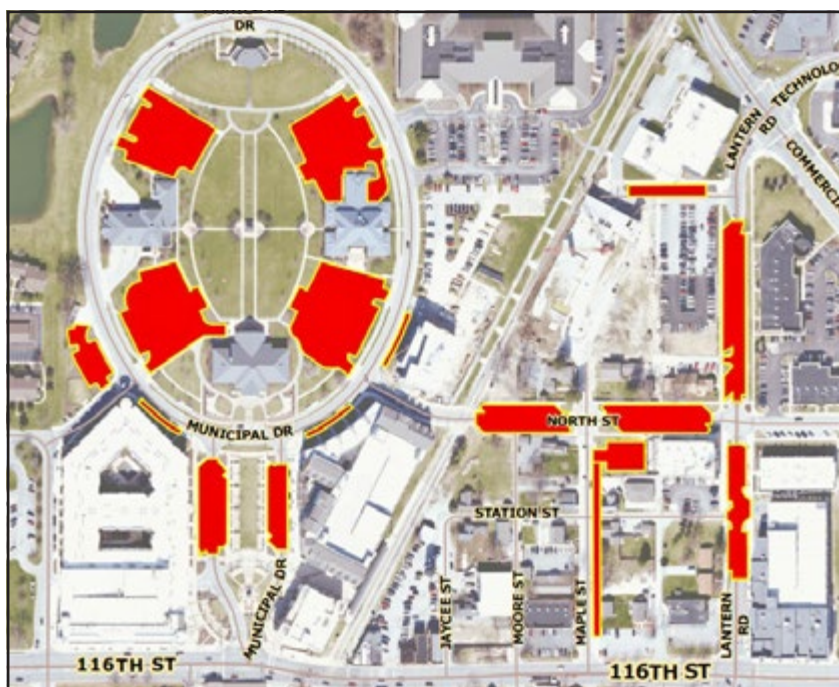 DR
TECHNOLO
LANTERN
RD
COMMERCI
MUNICIPAL DR
NORTH ST
STATION ST
JAYCEE ST
MOORE ST
MAPLE ST
MUNICIPAL DR
LANTERN
RD
116TH ST
116TH ST